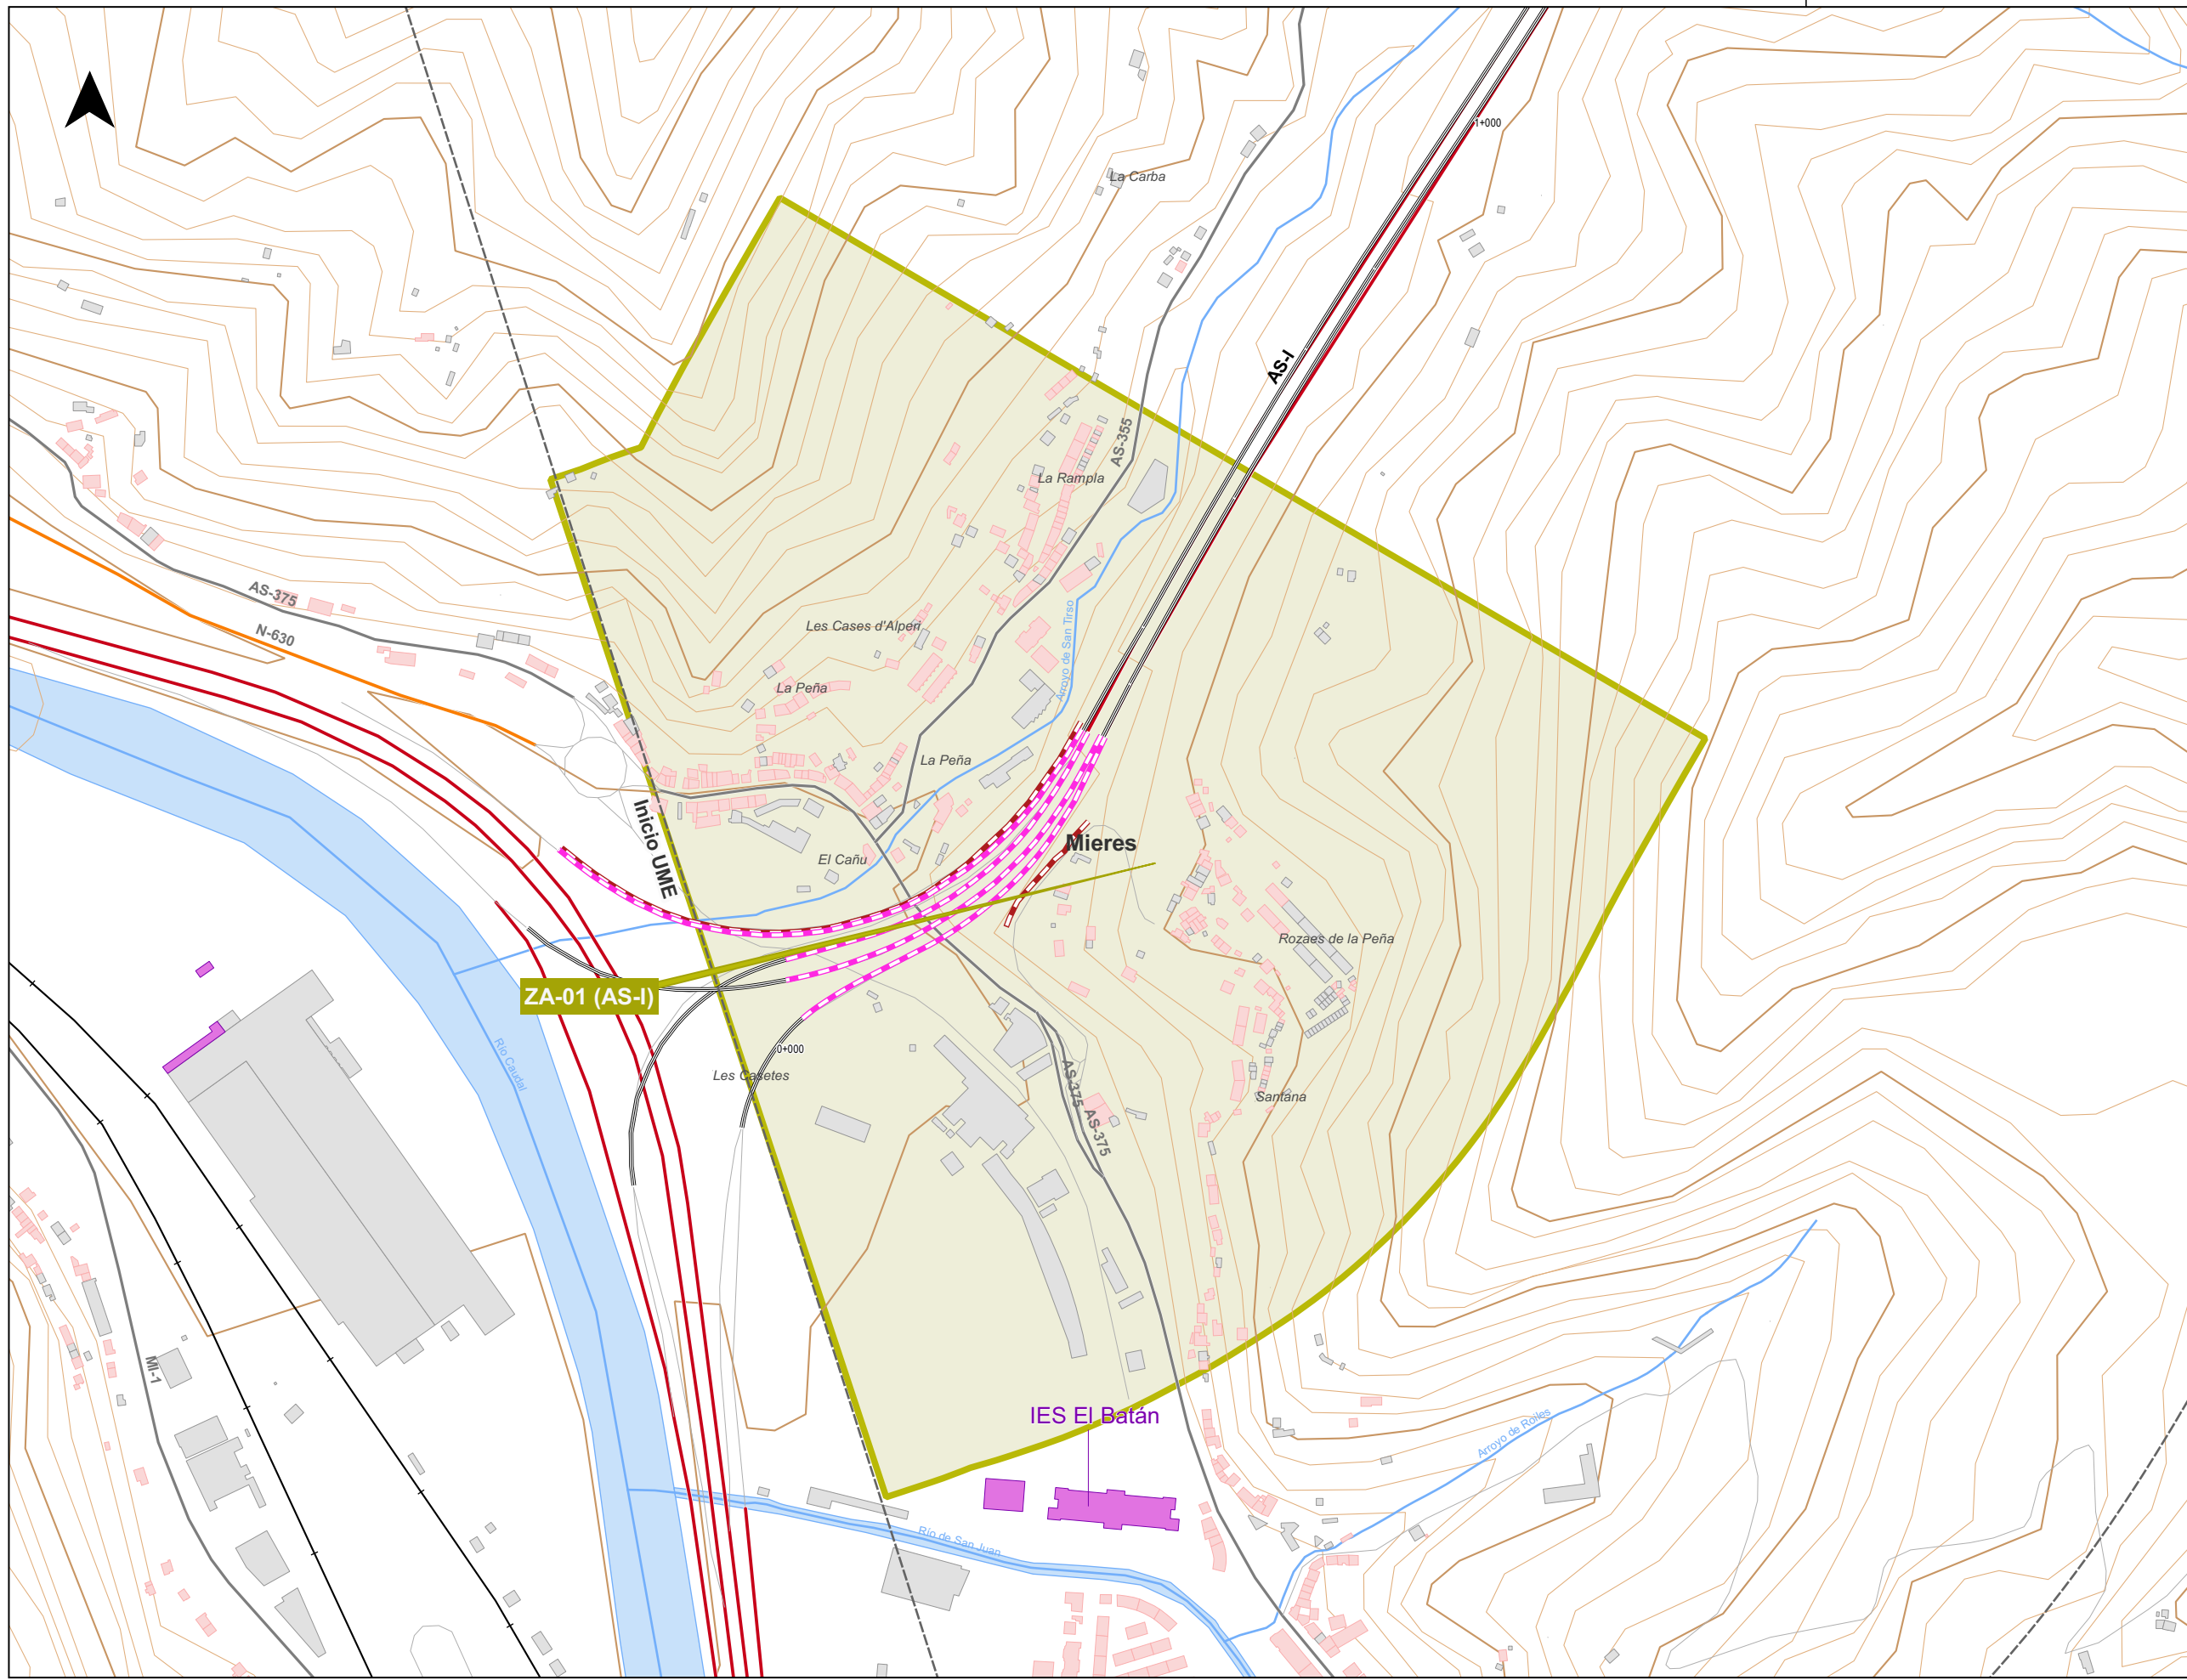 1+000
La Carba
AS-I
AS-355
La Rampla
AS-375
N-630
Les Cases d'Alperi
Arroyo de San Tirso
La Peña
La Peña
Inicio UME
Mieres
El Cañu
Rozaes de la Peña
ZA-01 (AS-I)
0+000
Río Caudal
Les Casetes
AS-375
AS-375
Santana
MI-1
IES El Batán
Arroyo de Roiles
Río de San Juan